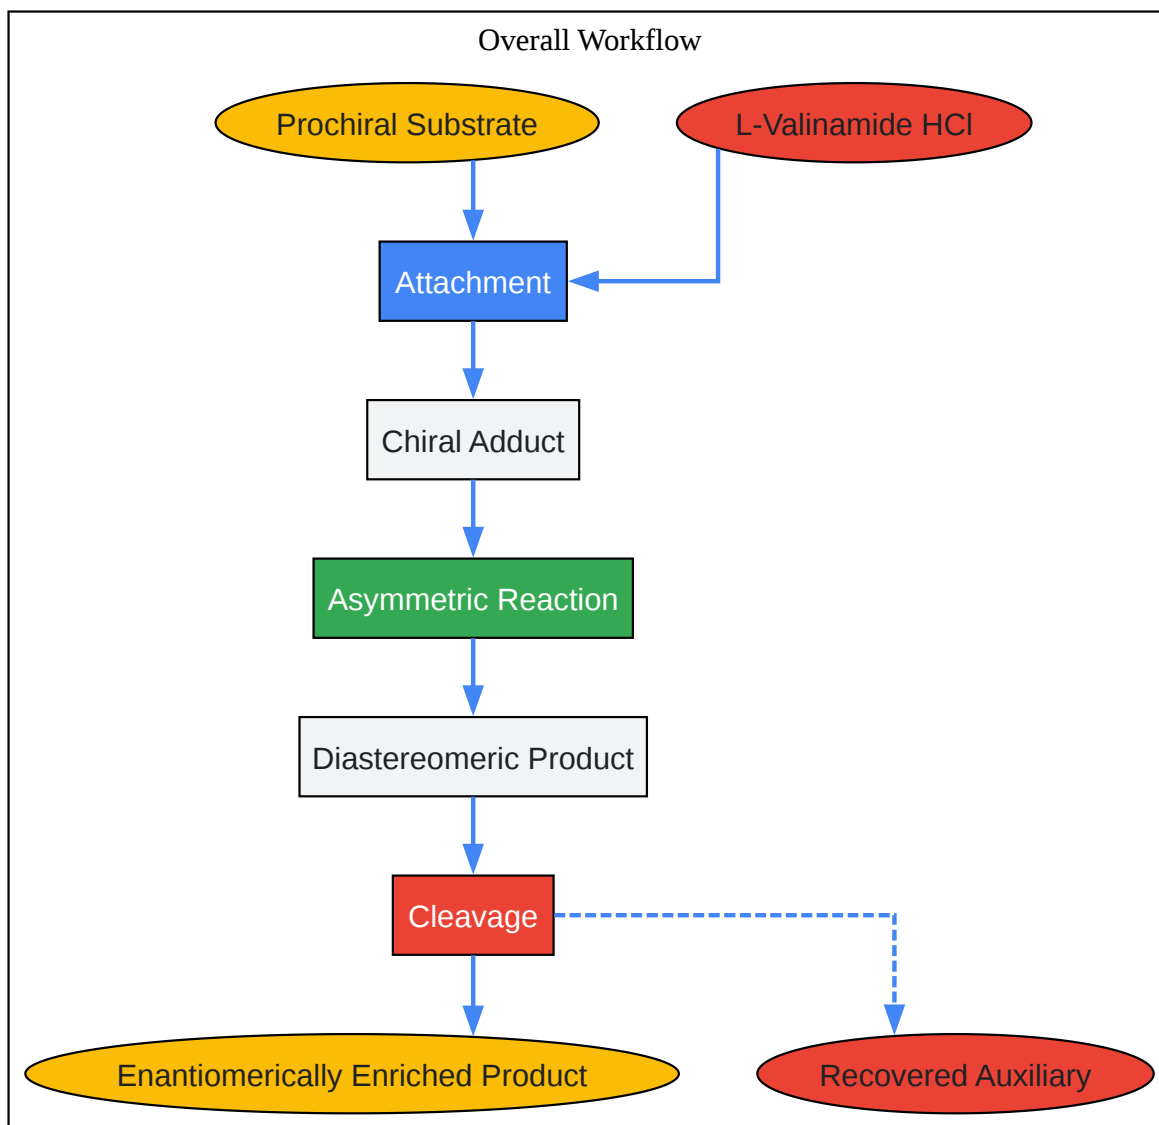 Overall Workflow
Prochiral Substrate
L-Valinamide HCl
Attachment
Chiral Adduct
Asymmetric Reaction
Diastereomeric Product
Cleavage
Enantiomerically Enriched Product
Recovered Auxiliary